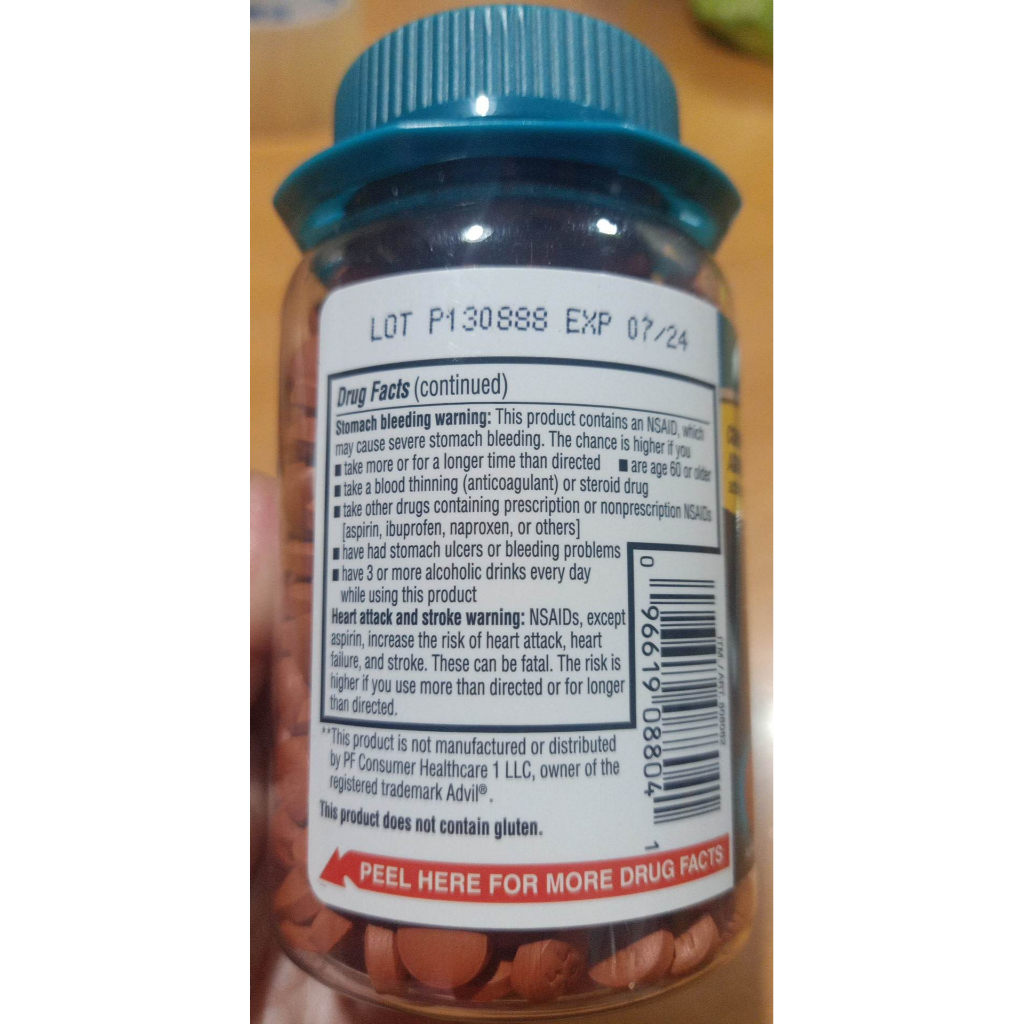 LOT P130888 EXP 07/24
Drug Facts (continued)
Stomach bleeding warning: This product contains an NSAID, which
may cause severe stomach bleeding. The chance is higher if you
■ take more or for a longer time than directed ■ are age 60 or older
■ take a blood thinning (anticoagulant) or steroid drug
■ take other drugs containing prescription or nonprescription NSAIDs
[aspirin, ibuprofen, naproxen, or others]
■ have had stomach ulcers or bleeding problems
■ have 3 or more alcoholic drinks every day
while using this product
Heart attack and stroke warning: NSAIDs, except
aspirin, increase the risk of heart attack, heart
failure, and stroke. These can be fatal. The risk is
higher if you use more than directed or for longer
than directed.
**This product is not manufactured or distributed
by PF Consumer Healthcare 1 LLC, owner of the
registered trademark Advil®.
This product does not contain gluten.
0 96619 08804 1
ITM./ART.
PEEL HERE FOR MORE DRUG FACTS